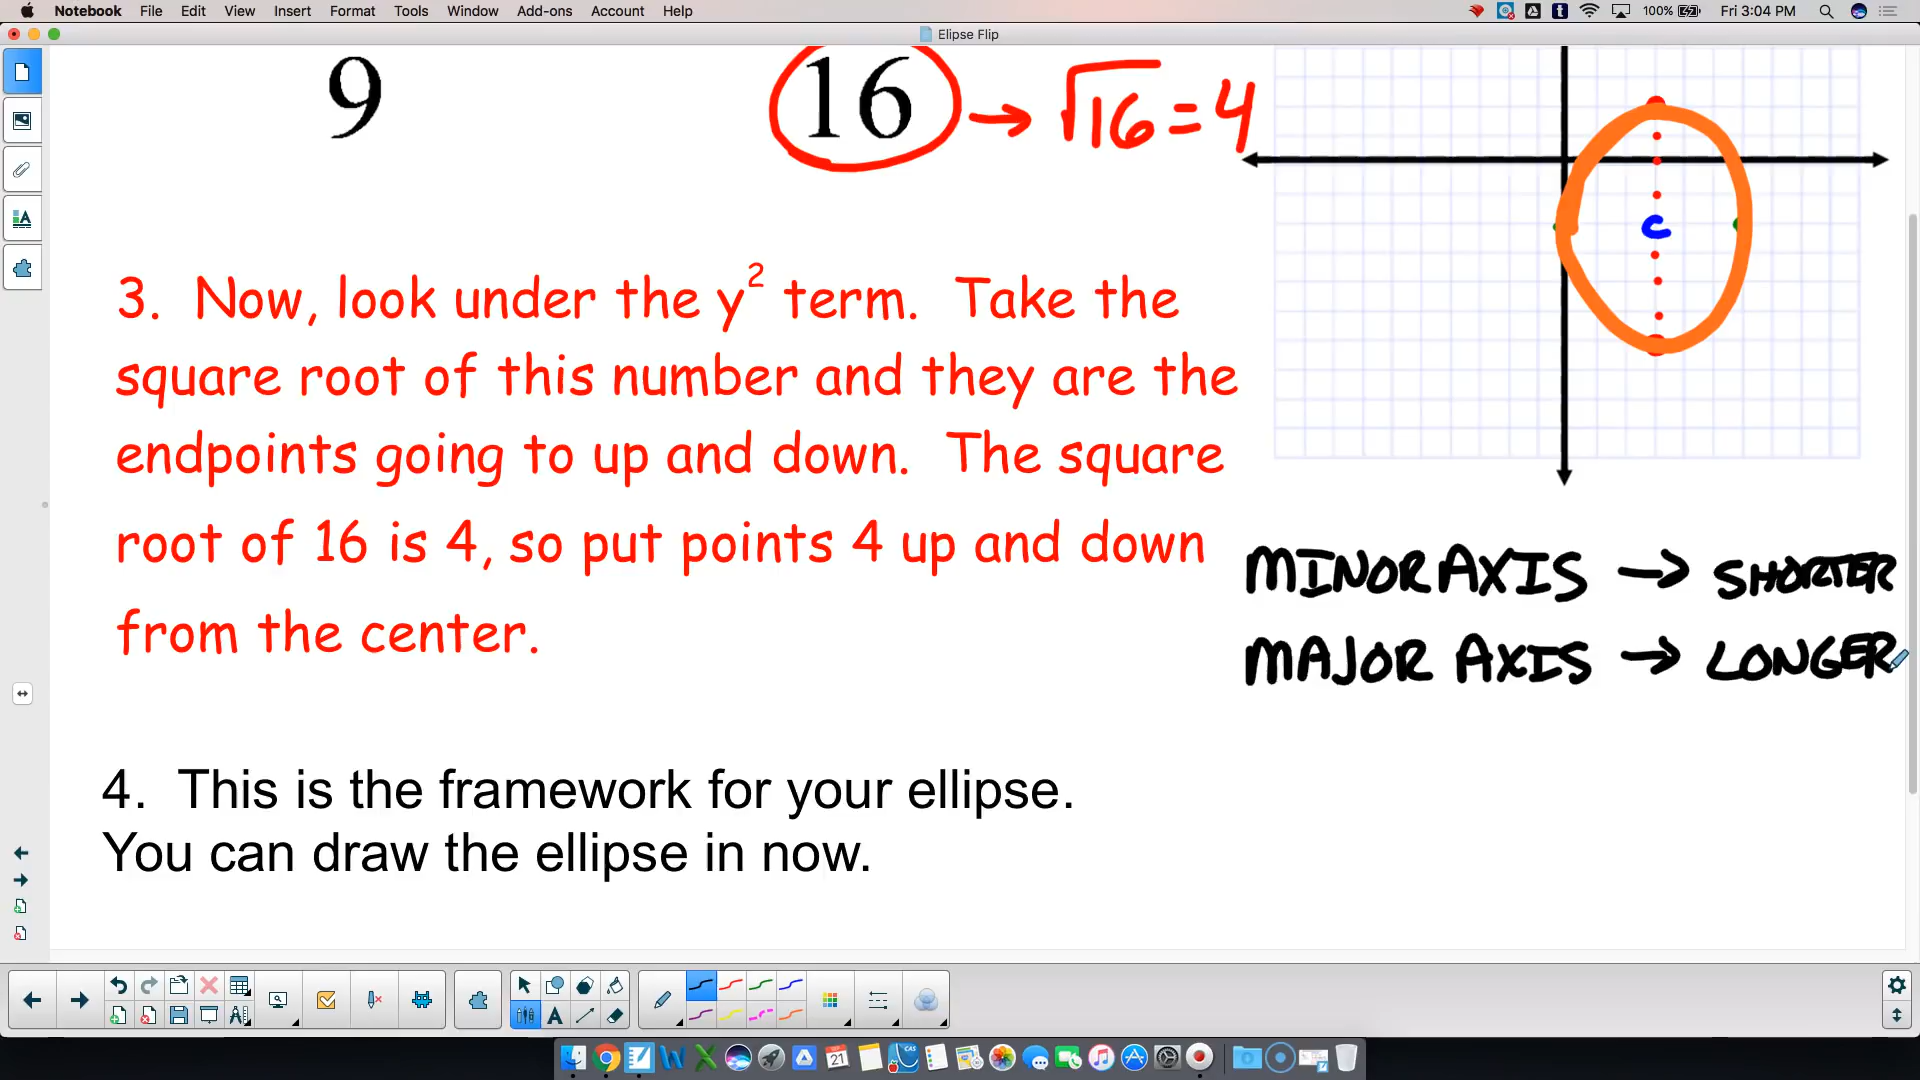 Notebook File Edit View Insert Format Tools Window Add-ons Account Help 100% Fri 3:04 PM
Elipse Flip
9 16 → √16 = 4
C
3. Now, look under the y² term. Take the
square root of this number and they are the
endpoints going to up and down. The square
root of 16 is 4, so put points 4 up and down
from the center.
MINOR AXIS → SHORTER
MAJOR AXIS → LONGER
4. This is the framework for your ellipse.
You can draw the ellipse in now.